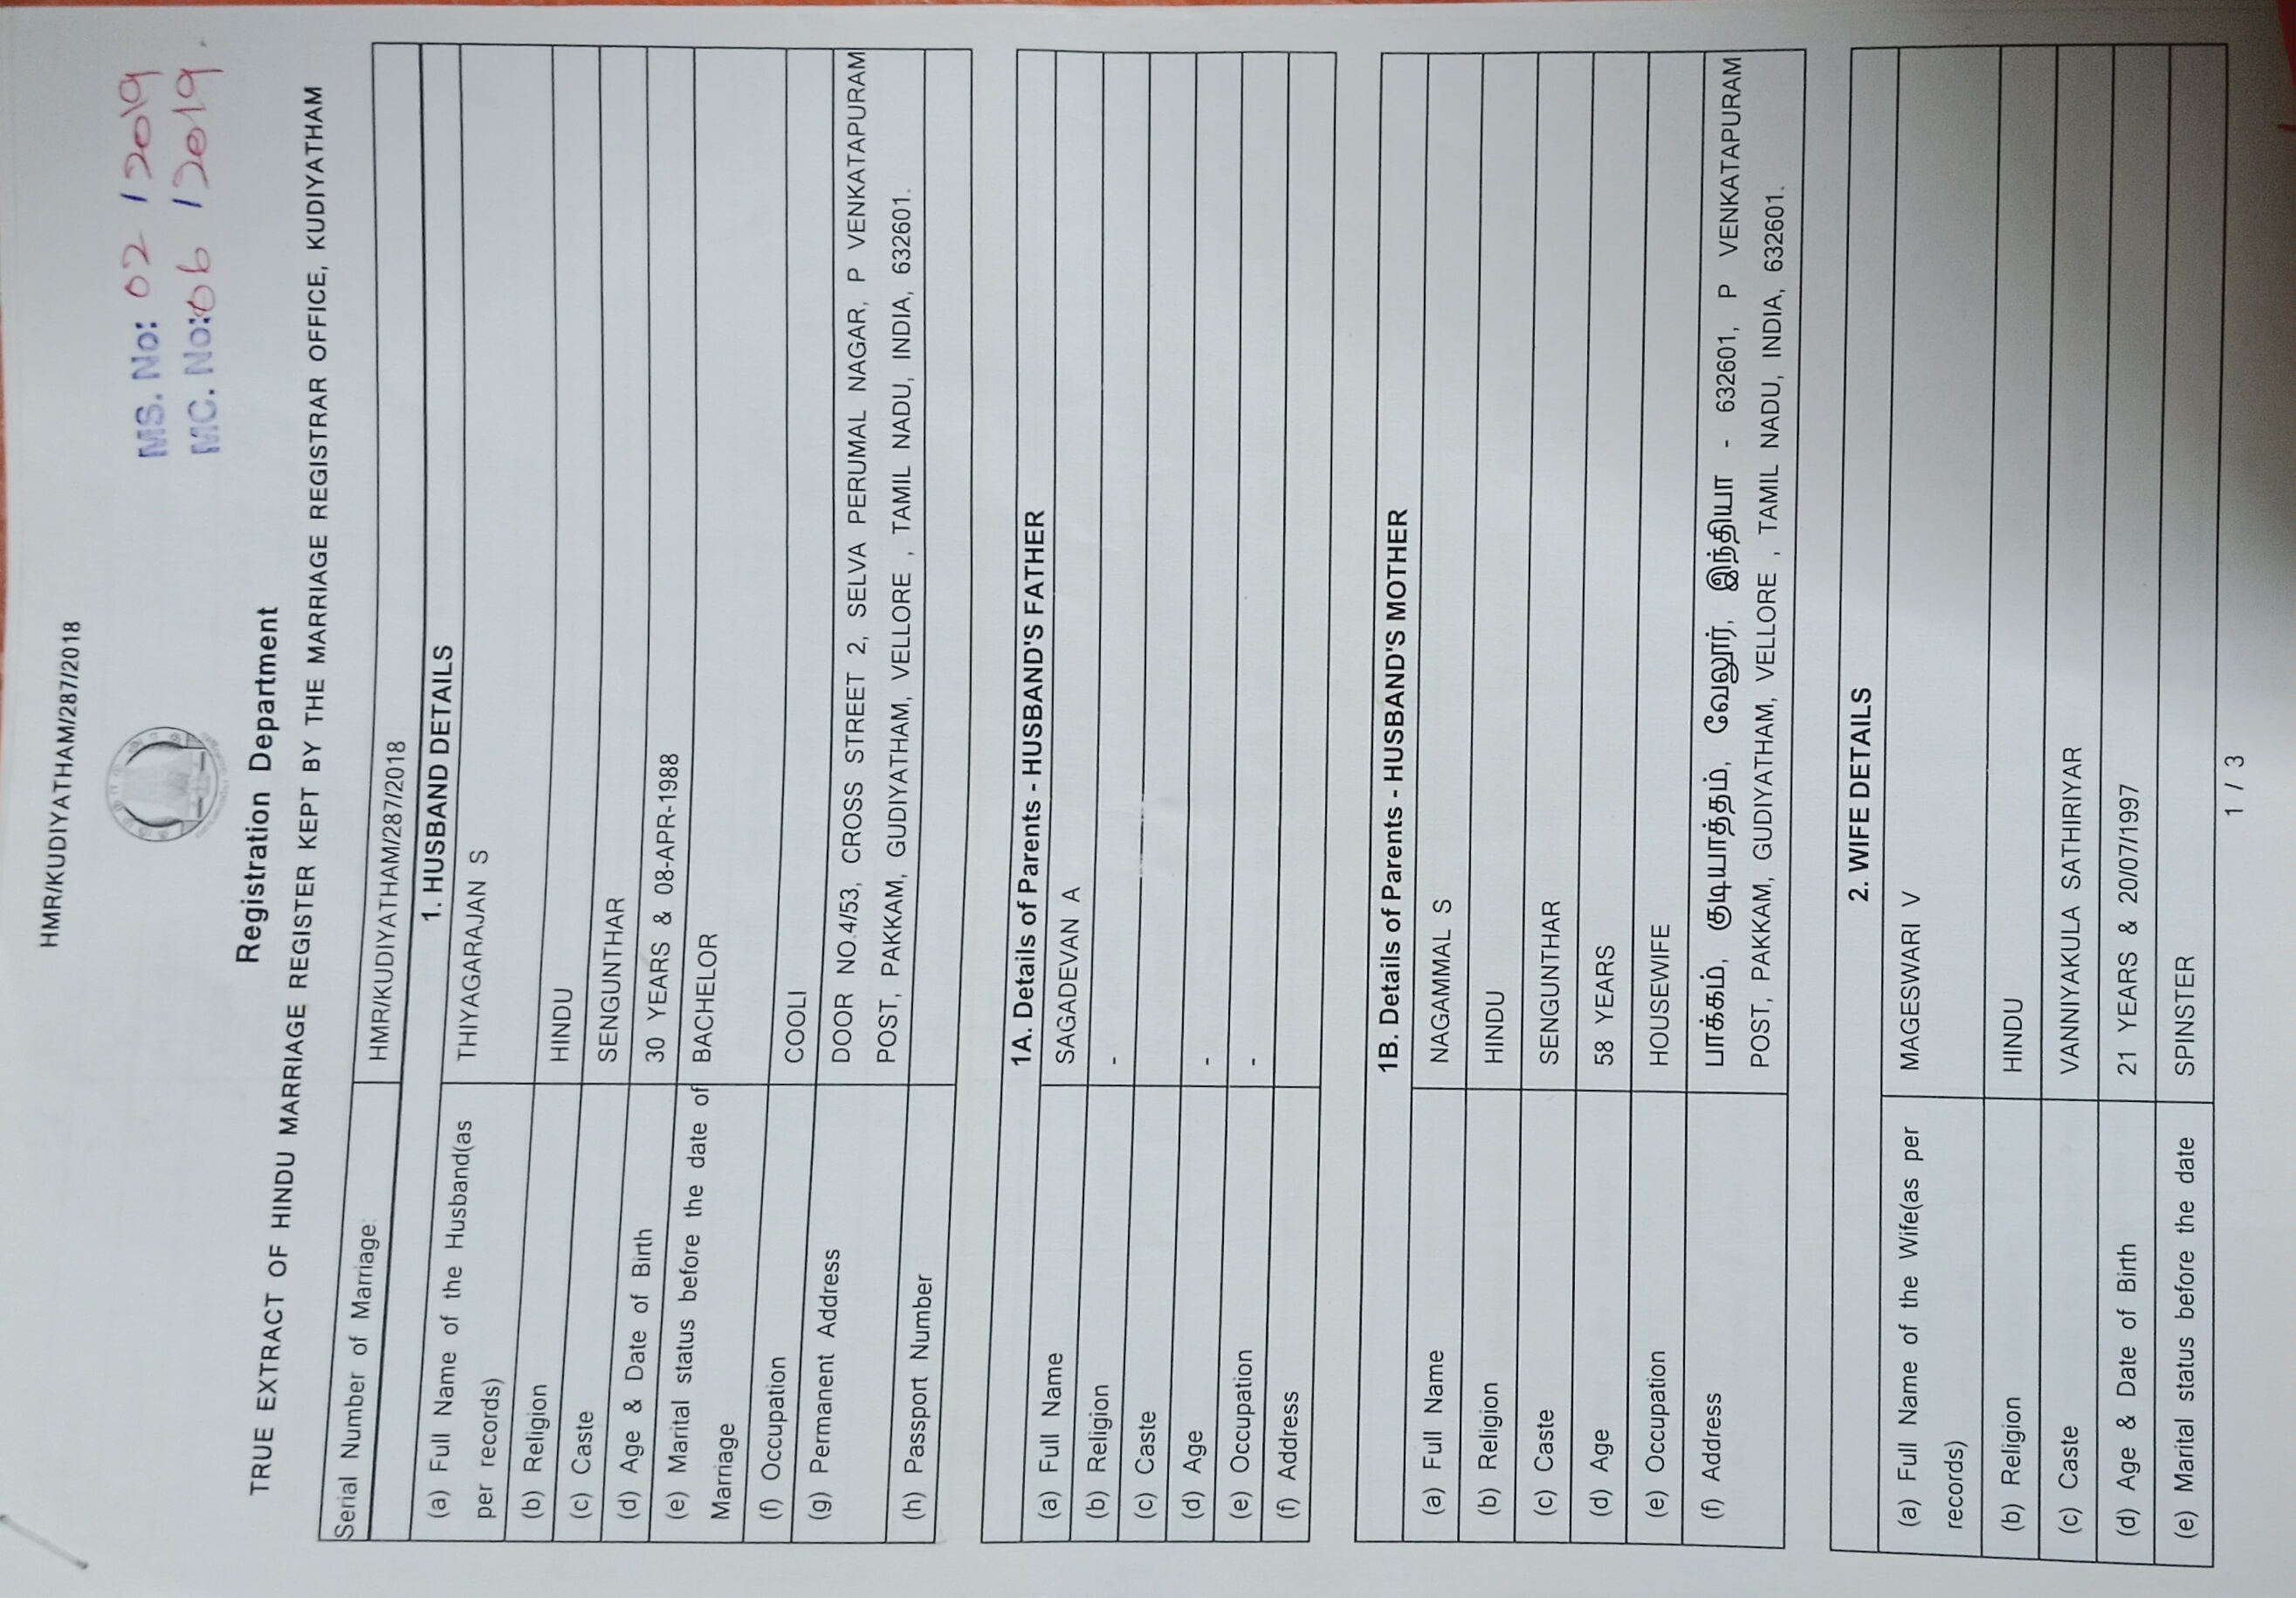 HMR/KUDIYATHAM/287/2018
MS. No: 02 / 2019
MC. No: 06 / 2019.
Registration Department
TRUE EXTRACT OF HINDU MARRIAGE REGISTER KEPT BY THE MARRIAGE REGISTRAR OFFICE, KUDIYATHAM
Serial Number of Marriage: HMR/KUDIYATHAM/287/2018
1. HUSBAND DETAILS
(a) Full Name of the Husband(as THIYAGARAJAN S
per records)
(b) Religion HINDU
(c) Caste SENGUNTHAR
(d) Age & Date of Birth 30 YEARS & 08-APR-1988
(e) Marital status before the date of BACHELOR
Marriage
(f) Occupation COOLI
(g) Permanent Address DOOR NO.4/53, CROSS STREET 2, SELVA PERUMAL NAGAR, P VENKATAPURAM
POST, PAKKAM, GUDIYATHAM, VELLORE , TAMIL NADU, INDIA, 632601.
(h) Passport Number
1A. Details of Parents - HUSBAND'S FATHER
(a) Full Name SAGADEVAN A
(b) Religion -
(c) Caste
(d) Age -
(e) Occupation -
(f) Address
1B. Details of Parents - HUSBAND'S MOTHER
(a) Full Name NAGAMMAL S
(b) Religion HINDU
(c) Caste SENGUNTHAR
(d) Age 58 YEARS
(e) Occupation HOUSEWIFE
(f) Address பாக்கம், குடியாத்தம், வேலூர், இந்தியா - 632601, P VENKATAPURAM
POST, PAKKAM, GUDIYATHAM, VELLORE , TAMIL NADU, INDIA, 632601.
2. WIFE DETAILS
(a) Full Name of the Wife(as per MAGESWARI V
records)
(b) Religion HINDU
(c) Caste VANNIYAKULA SATHIRIYAR
(d) Age & Date of Birth 21 YEARS & 20/07/1997
(e) Marital status before the date SPINSTER
1 / 3